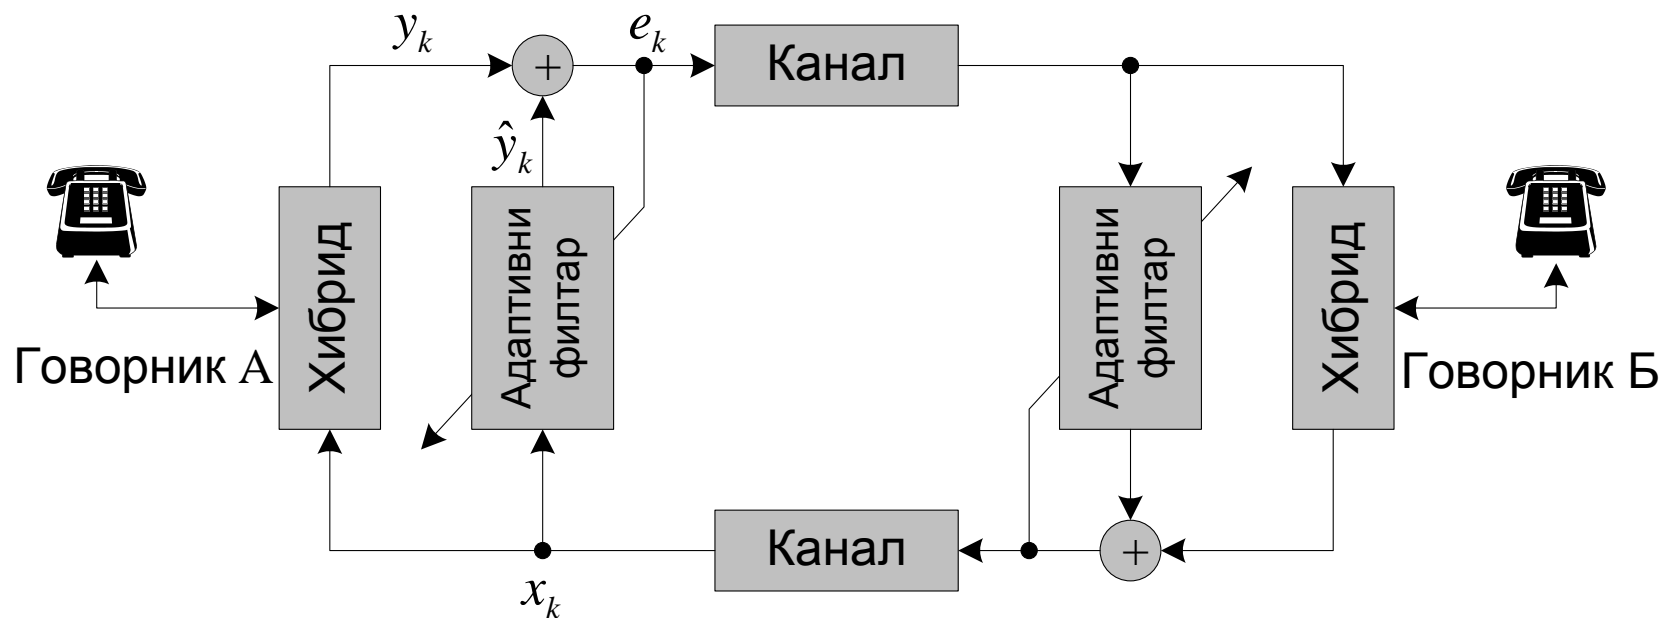 y_k
e_k
+
Канал
ŷ_k
Хибрид
Адаптивни
филтар
Адаптивни
филтар
Хибрид
Говорник А
Говорник Б
Канал
+
x_k